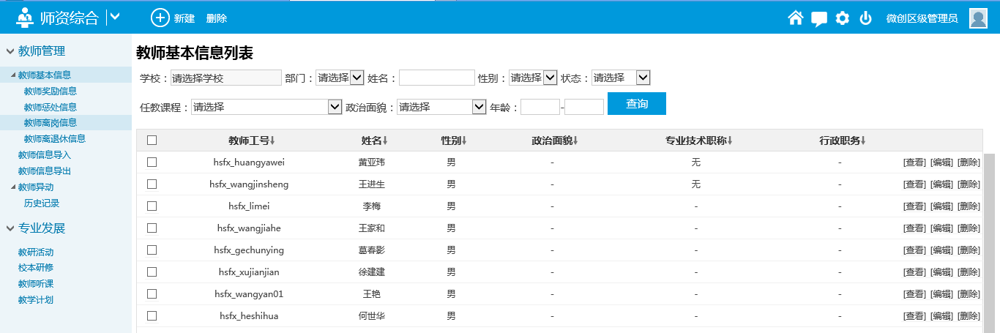 师资综合 新建 删除 微创区级管理员
教师管理
教师基本信息
教师奖励信息
教师惩处信息
教师离岗信息
教师离退休信息
教师信息导入
教师信息导出
教师异动
历史记录
专业发展
教研活动
校本研修
教师听课
教学计划
教师基本信息列表
学校：请选择学校 部门：请选择 姓名： 性别：请选择 状态：请选择
任教课程：请选择 政治面貌：请选择 年龄： - 查询
教师工号↓ 姓名↓ 性别↓ 政治面貌↓ 专业技术职称↓ 行政职务↓
hsfx_huangyawei 黄亚玮 男 - 无 - [查看] [编辑] [删除]
hsfx_wangjinsheng 王进生 男 - 无 - [查看] [编辑] [删除]
hsfx_limei 李梅 男 - - - [查看] [编辑] [删除]
hsfx_wangjiahe 王家和 男 - - - [查看] [编辑] [删除]
hsfx_gechunying 葛春影 男 - - - [查看] [编辑] [删除]
hsfx_xujianjian 徐建建 男 - - - [查看] [编辑] [删除]
hsfx_wangyan01 王艳 男 - - - [查看] [编辑] [删除]
hsfx_heshihua 何世华 男 - - - [查看] [编辑] [删除]